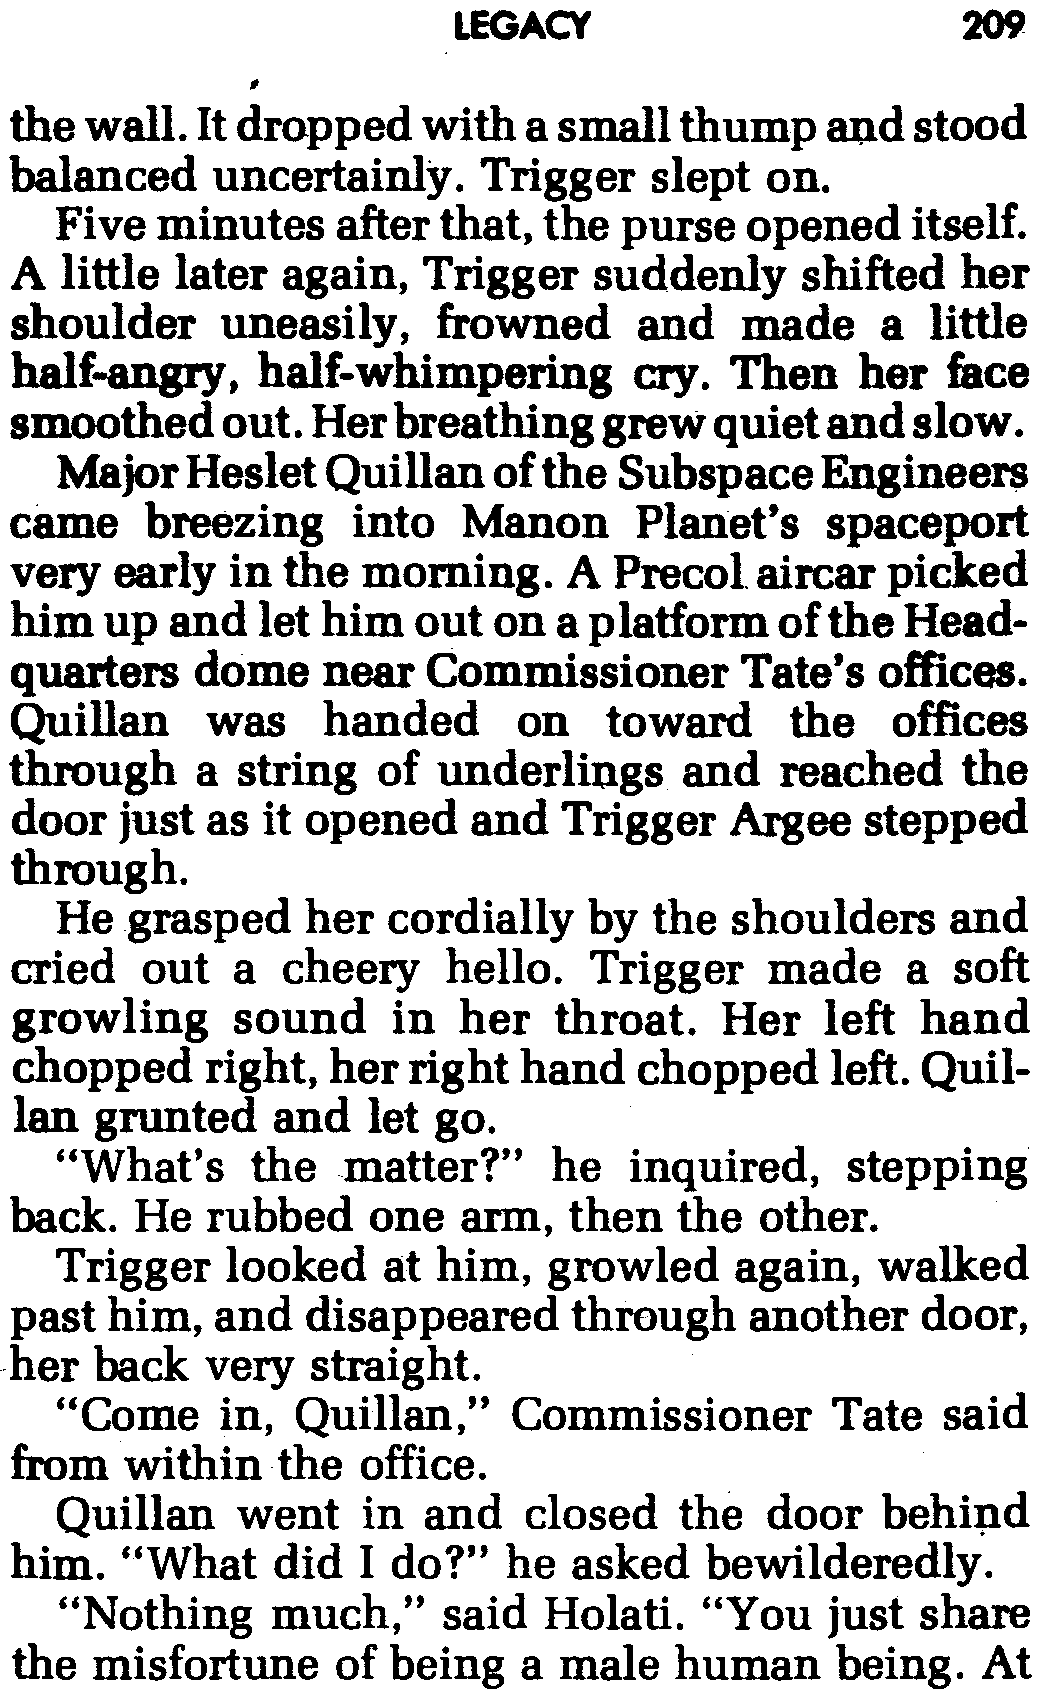 LEGACY 209
the wall. It dropped with a small thump and stood
balanced uncertainly. Trigger slept on.
Five minutes after that, the purse opened itself.
A little later again, Trigger suddenly shifted her
shoulder uneasily, frowned and made a little
half-angry, half-whimpering cry. Then her face
smoothed out. Her breathing grew quiet and slow.
Major Heslet Quillan of the Subspace Engineers
came breezing into Manon Planet's spaceport
very early in the morning. A Precol aircar picked
him up and let him out on a platform of the Head-
quarters dome near Commissioner Tate's offices.
Quillan was handed on toward the offices
through a string of underlings and reached the
door just as it opened and Trigger Argee stepped
through.
He grasped her cordially by the shoulders and
cried out a cheery hello. Trigger made a soft
growling sound in her throat. Her left hand
chopped right, her right hand chopped left. Quil-
lan grunted and let go.
"What's the matter?" he inquired, stepping
back. He rubbed one arm, then the other.
Trigger looked at him, growled again, walked
past him, and disappeared through another door,
her back very straight.
"Come in, Quillan," Commissioner Tate said
from within the office.
Quillan went in and closed the door behind
him. "What did I do?" he asked bewilderedly.
"Nothing much," said Holati. "You just share
the misfortune of being a male human being. At